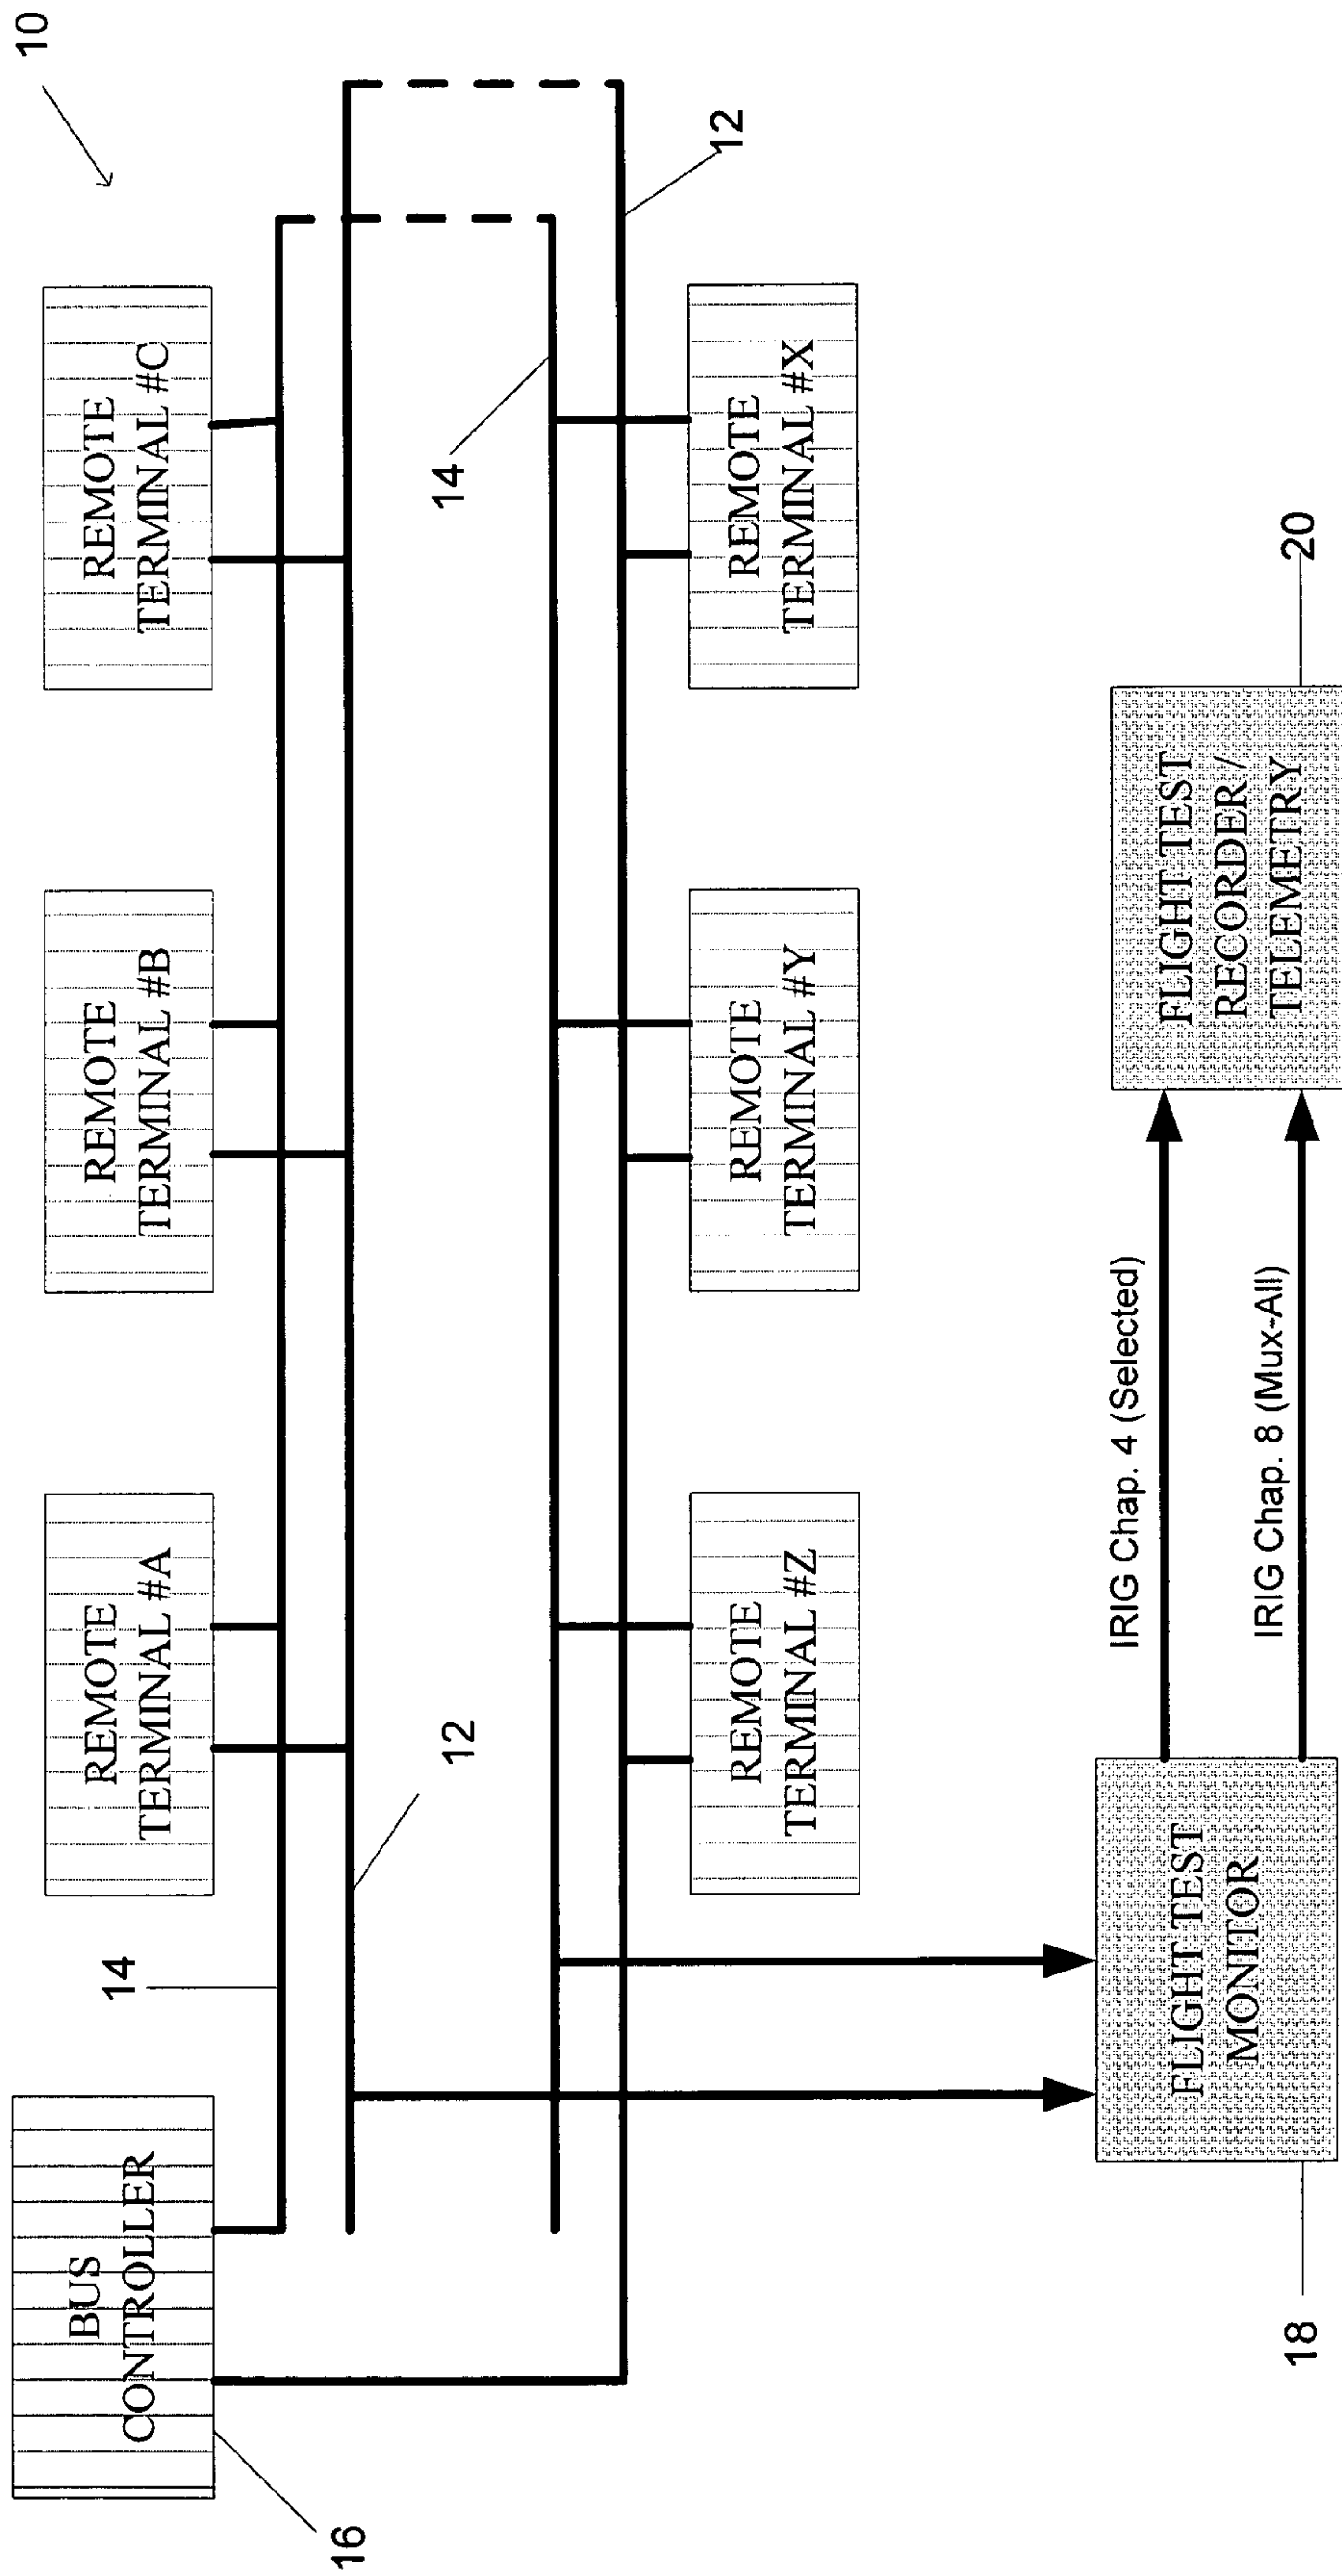 10
BUS
CONTROLLER
16
14
REMOTE
TERMINAL #A
REMOTE
TERMINAL #B
REMOTE
TERMINAL #C
12
14
12
REMOTE
TERMINAL #Z
REMOTE
TERMINAL #Y
REMOTE
TERMINAL #X
FLIGHT TEST
MONITOR
18
IRIG Chap. 4 (Selected)
IRIG Chap. 8 (Mux-All)
FLIGHT TEST
RECORDER /
TELEMETRY
20